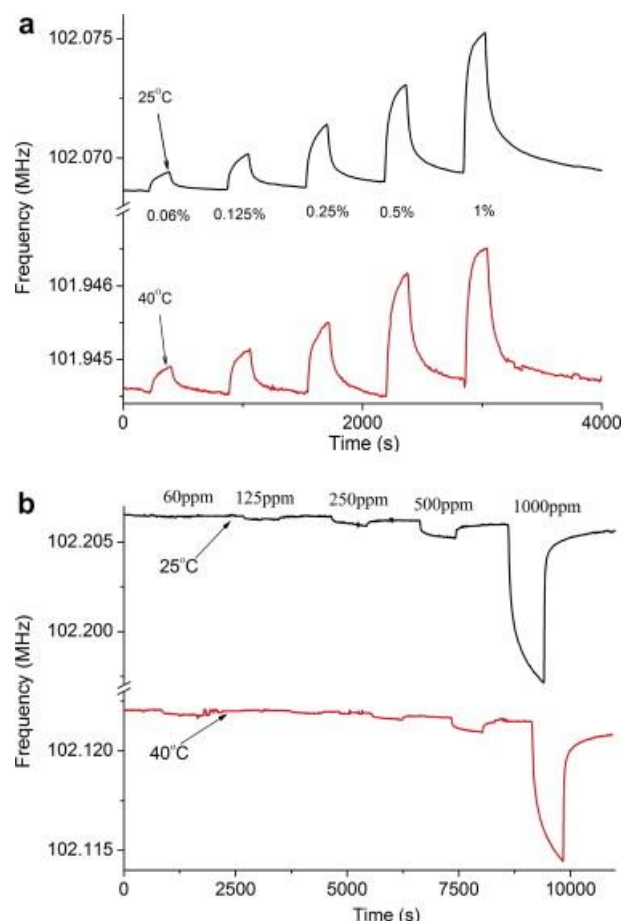 a
102.075
25°C
102.070
0.06% 0.125% 0.25% 0.5% 1%
Frequency (MHz)
101.946
40°C
101.945
0 2000 4000
Time (s)
b
60ppm 125ppm 250ppm 500ppm 1000ppm
102.205
25°C
102.200
Frequency (MHz)
102.120
40°C
102.115
0 2500 5000 7500 10000
Time (s)